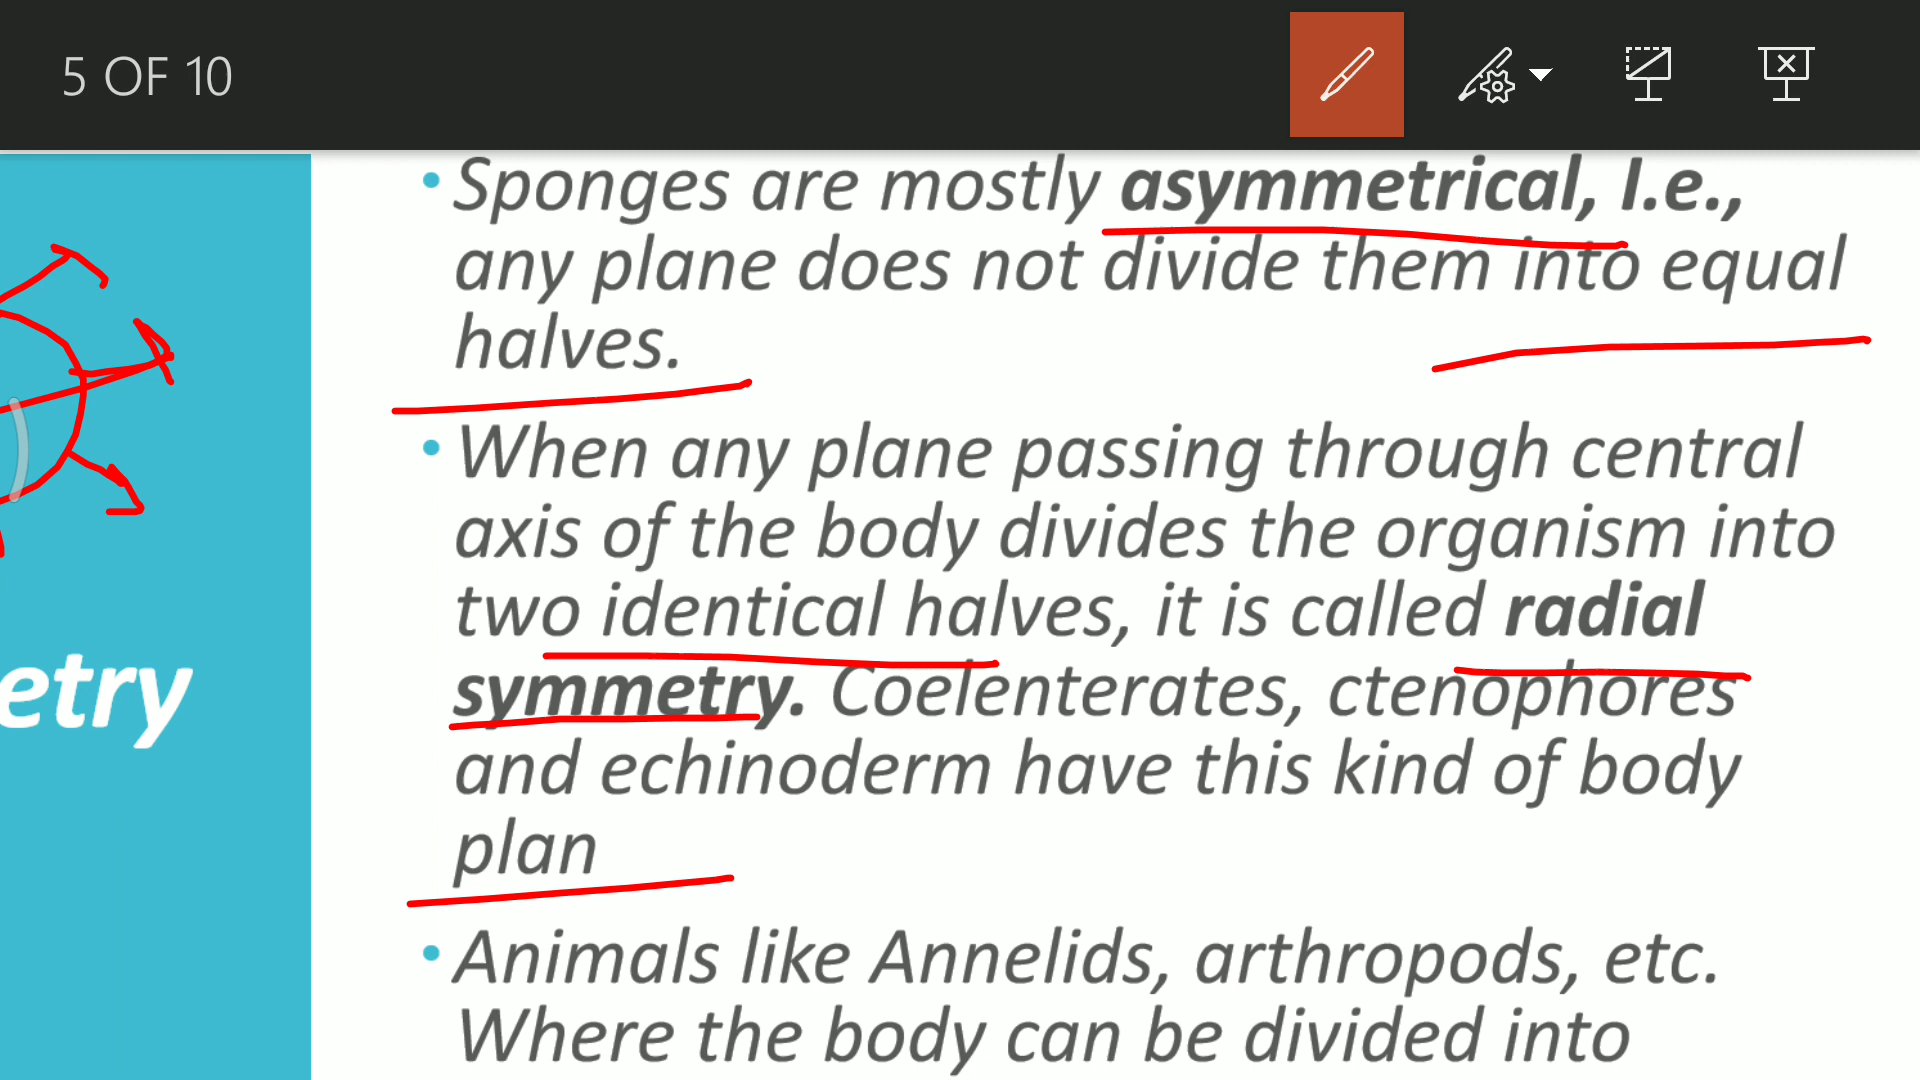 5 OF 10
Sponges are mostly asymmetrical, I.e.,
any plane does not divide them into equal
halves.
When any plane passing through central
axis of the body divides the organism into
two identical halves, it is called radial
symmetry. Coelenterates, ctenophores
and echinoderm have this kind of body
plan
etry
Animals like Annelids, arthropods, etc.
Where the body can be divided into